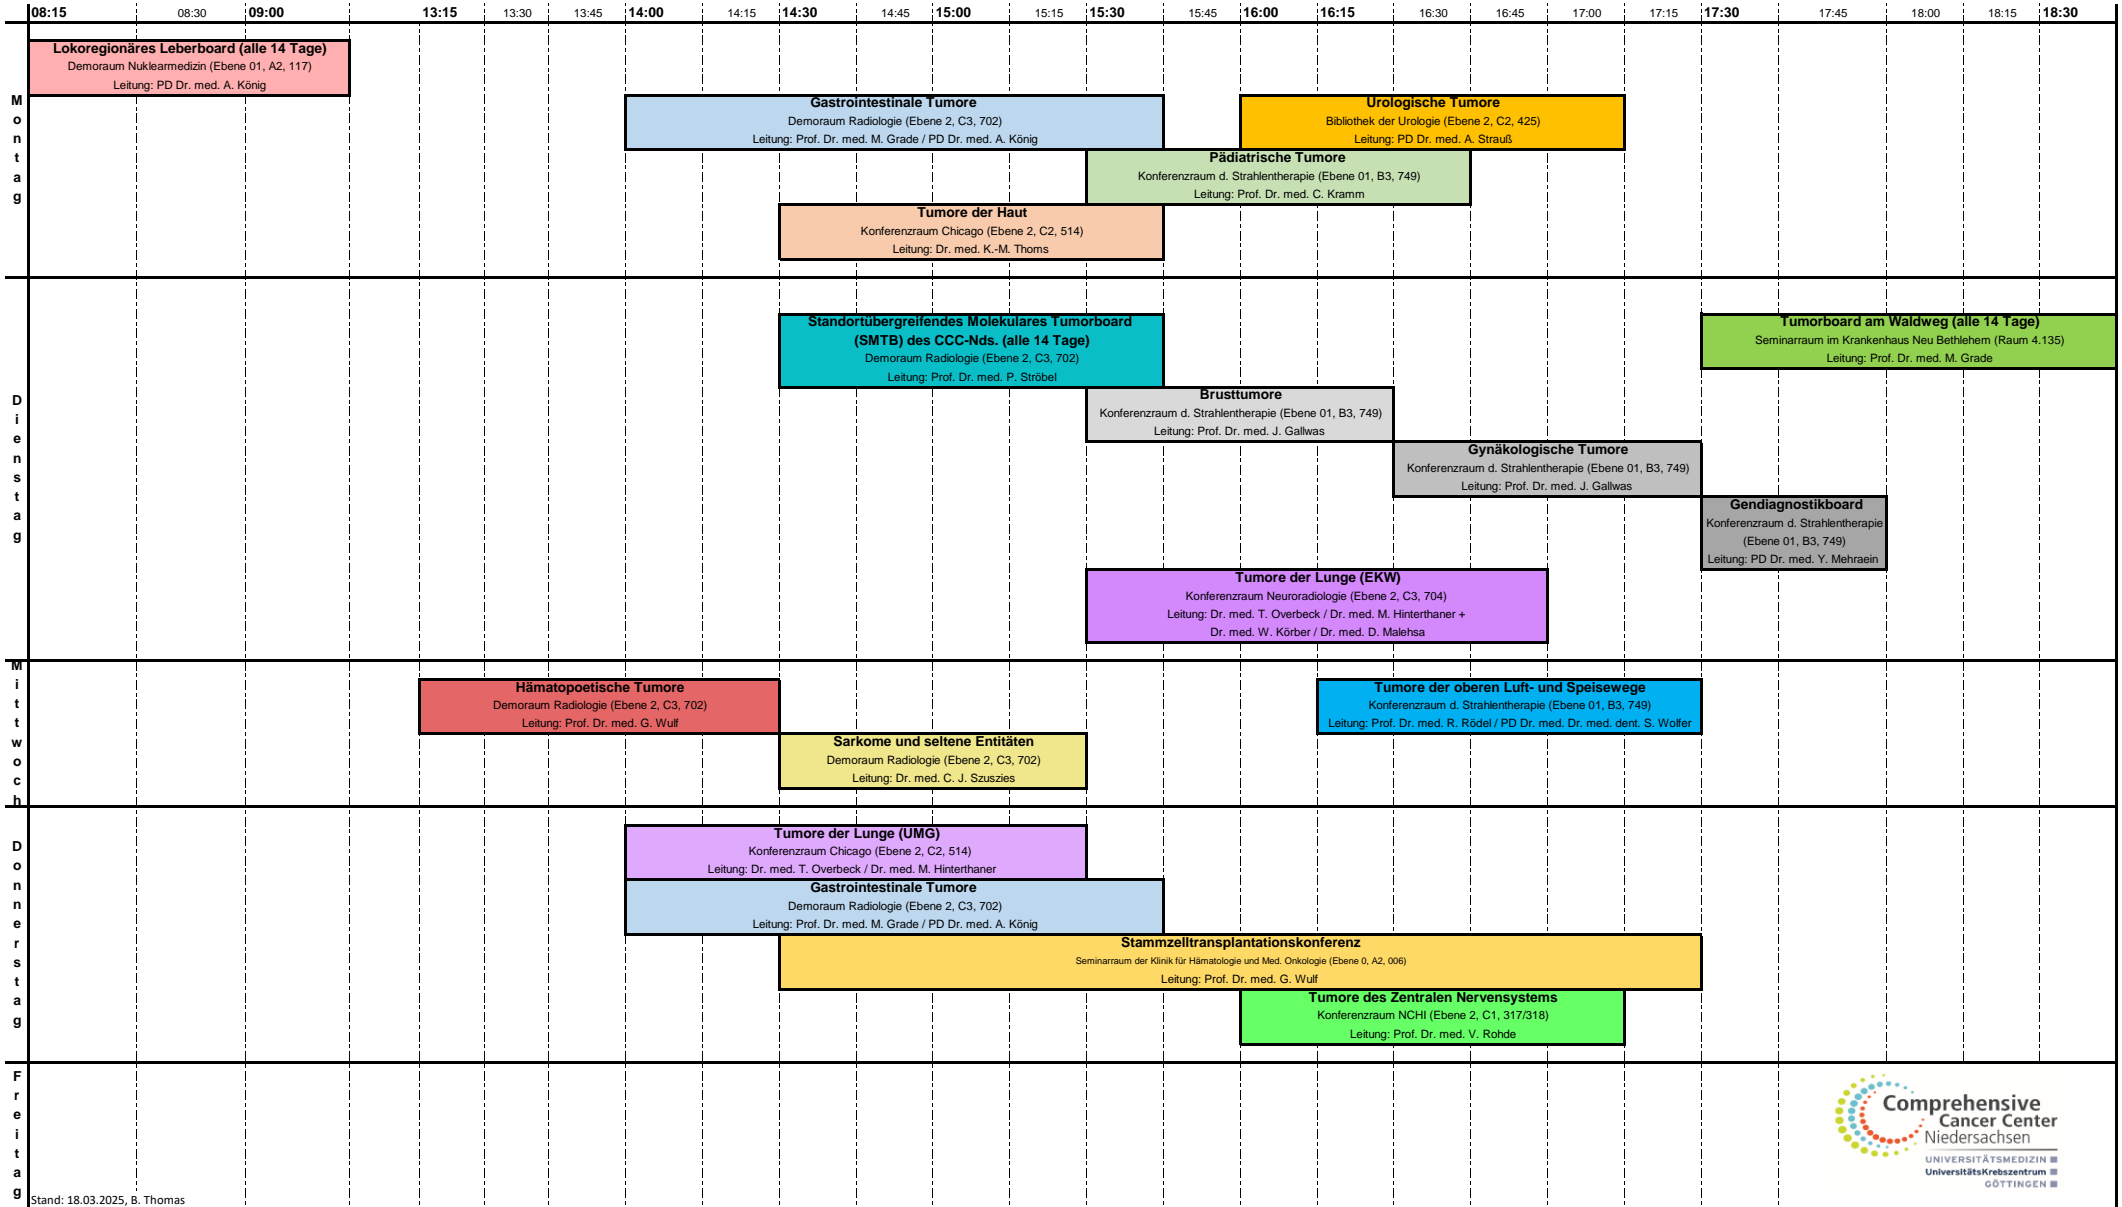 08:15 08:30 09:00 13:15 13:30 13:45 14:00 14:15 14:30 14:45 15:00 15:15 15:30 15:45 16:00 16:15 16:30 16:45 17:00 17:15 17:30 17:45 18:00 18:15 18:30
Montag
Lokoregionäres Leberboard (alle 14 Tage)
Demoraum Nuklearmedizin (Ebene 01, A2, 117)
Leitung: PD Dr. med. A. König
Gastrointestinale Tumore
Demoraum Radiologie (Ebene 2, C3, 702)
Leitung: Prof. Dr. med. M. Grade / PD Dr. med. A. König
Urologische Tumore
Bibliothek der Urologie (Ebene 2, C2, 425)
Leitung: PD Dr. med. A. Strauß
Pädiatrische Tumore
Konferenzraum d. Strahlentherapie (Ebene 01, B3, 749)
Leitung: Prof. Dr. med. C. Kramm
Tumore der Haut
Konferenzraum Chicago (Ebene 2, C2, 514)
Leitung: Dr. med. K.-M. Thoms
Dienstag
Standortübergreifendes Molekulares Tumorboard
(SMTB) des CCC-Nds. (alle 14 Tage)
Demoraum Radiologie (Ebene 2, C3, 702)
Leitung: Prof. Dr. med. P. Ströbel
Tumorboard am Waldweg (alle 14 Tage)
Seminarraum im Krankenhaus Neu Bethlehem (Raum 4.135)
Leitung: Prof. Dr. med. M. Grade
Brusttumore
Konferenzraum d. Strahlentherapie (Ebene 01, B3, 749)
Leitung: Prof. Dr. med. J. Gallwas
Gynäkologische Tumore
Konferenzraum d. Strahlentherapie (Ebene 01, B3, 749)
Leitung: Prof. Dr. med. J. Gallwas
Gendiagnostikboard
Konferenzraum d. Strahlentherapie
(Ebene 01, B3, 749)
Leitung: PD Dr. med. Y. Mehraein
Tumore der Lunge (EKW)
Konferenzraum Neuroradiologie (Ebene 2, C3, 704)
Leitung: Dr. med. T. Overbeck / Dr. med. M. Hinterthaner +
Dr. med. W. Körber / Dr. med. D. Malehsa
Mittwoch
Hämatopoetische Tumore
Demoraum Radiologie (Ebene 2, C3, 702)
Leitung: Prof. Dr. med. G. Wulf
Tumore der oberen Luft- und Speisewege
Konferenzraum d. Strahlentherapie (Ebene 01, B3, 749)
Leitung: Prof. Dr. med. R. Rödel / PD Dr. med. Dr. med. dent. S. Wolfer
Sarkome und seltene Entitäten
Demoraum Radiologie (Ebene 2, C3, 702)
Leitung: Dr. med. C. J. Szuszies
Donnerstag
Tumore der Lunge (UMG)
Konferenzraum Chicago (Ebene 2, C2, 514)
Leitung: Dr. med. T. Overbeck / Dr. med. M. Hinterthaner
Gastrointestinale Tumore
Demoraum Radiologie (Ebene 2, C3, 702)
Leitung: Prof. Dr. med. M. Grade / PD Dr. med. A. König
Stammzelltransplantationskonferenz
Seminarraum der Klinik für Hämatologie und Med. Onkologie (Ebene 0, A2, 006)
Leitung: Prof. Dr. med. G. Wulf
Tumore des Zentralen Nervensystems
Konferenzraum NCHI (Ebene 2, C1, 317/318)
Leitung: Prof. Dr. med. V. Rohde
Freitag
Comprehensive
Cancer Center
Niedersachsen
UNIVERSITÄTSMEDIZIN
UniversitätsKrebszentrum
GÖTTINGEN
Stand: 18.03.2025, B. Thomas